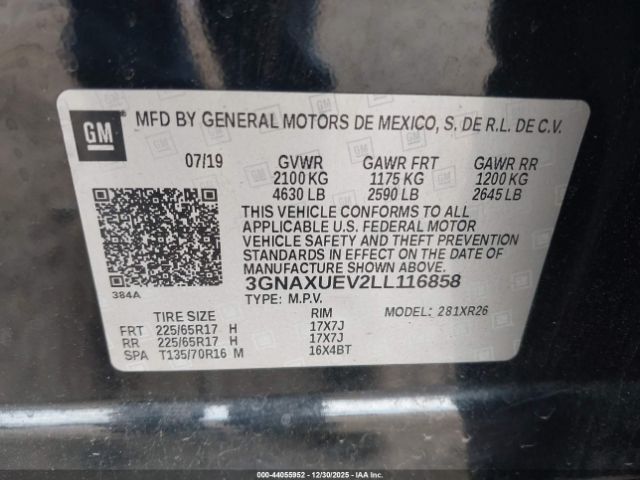 GM
MFD BY GENERAL MOTORS DE MEXICO, S. DE R.L. DE C.V.
07/19 GVWR GAWR FRT GAWR RR
2100 KG 1175 KG 1200 KG
4630 LB 2590 LB 2645 LB
THIS VEHICLE CONFORMS TO ALL
APPLICABLE U.S. FEDERAL MOTOR
VEHICLE SAFETY AND THEFT PREVENTION
STANDARDS IN EFFECT ON THE DATE OF
MANUFACTURE SHOWN ABOVE.
3GNAXUEV2LL116858
384A
TYPE: M.P.V. MODEL: 281XR26
TIRE SIZE RIM
FRT 225/65R17 H 17X7J
RR 225/65R17 H 17X7J
SPA T135/70R16 M 16X4BT
000-44055952 - 12/30/2025 - IAAI.COM